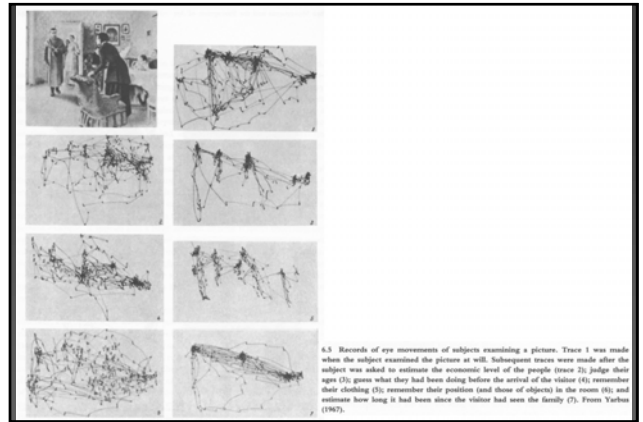 6.5 Records of eye movements of subjects examining a picture. Trace 1 was made
when the subject examined the picture at will. Subsequent traces were made after the
subject was asked to estimate the economic level of the people (trace 2); judge their
ages (3); guess what they had been doing before the arrival of the visitor (4); remember
their clothing (5); remember their position (and those of objects) in the room (6); and
estimate how long it had been since the visitor had seen the family (7). From Yarbus
(1967).